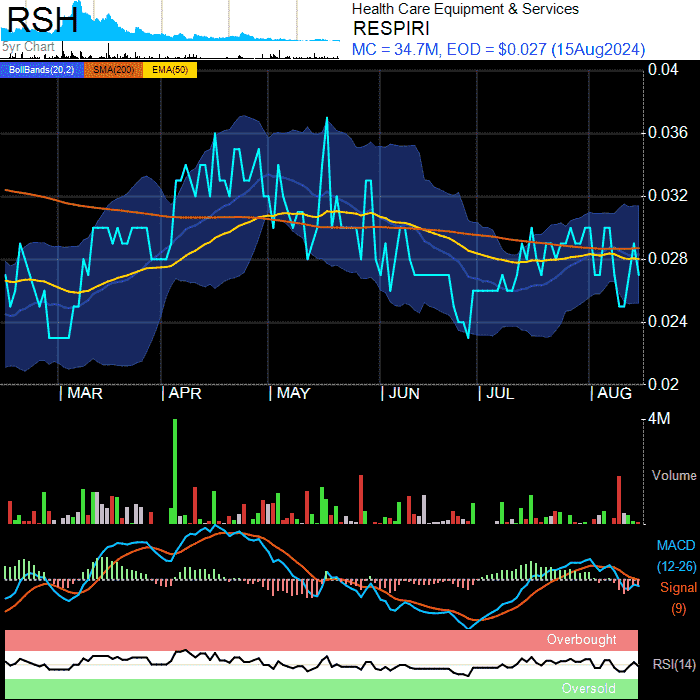 RSH
Health Care Equipment & Services
RESPIRI
5yr Chart
MC = 34.7M, EOD = $0.027 (15Aug2024)
BollBands(20,2) SMA(200) EMA(50)
0.04
0.036
0.032
0.028
0.024
0.02
| MAR | APR | MAY | JUN | JUL | AUG
4M
Volume
MACD
(12-26)
Signal
(9)
Overbought
RSI(14)
Oversold